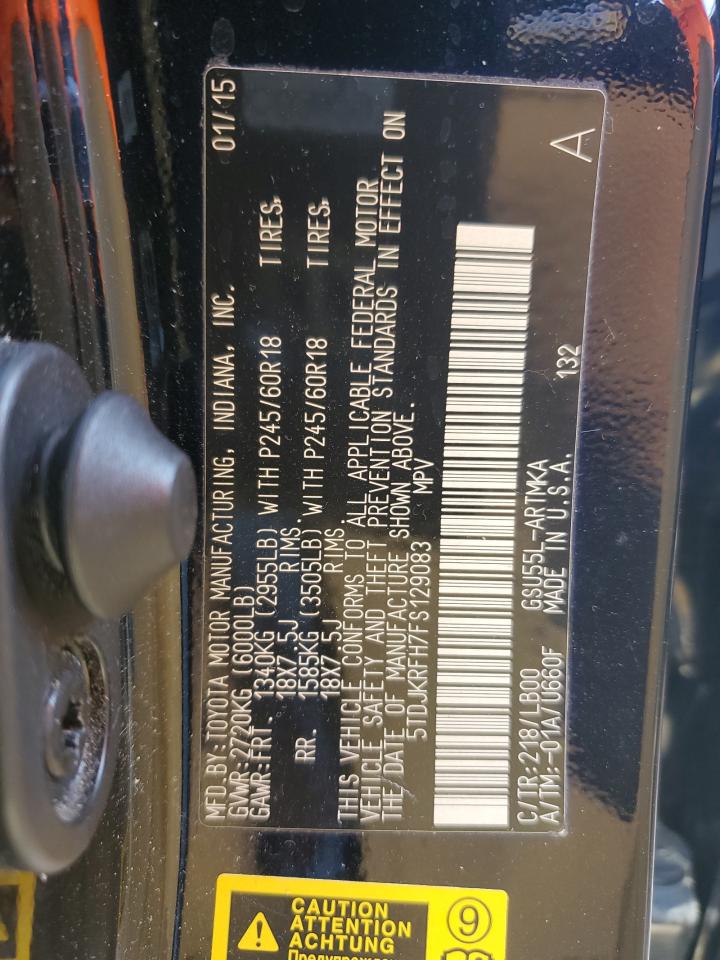 MFD BY:TOYOTA MOTOR MANUFACTURING, INDIANA, INC. 01/15
GVWR:2720KG (6000LB)
GAWR:FRT. 1340KG (2955LB) WITH P245/60R18 TIRES,
18X7.5J RIMS.
RR. 1585KG (3505LB) WITH P245/60R18 TIRES,
18X7.5J RIMS.
THIS VEHICLE CONFORMS TO ALL APPLICABLE FEDERAL MOTOR
VEHICLE SAFETY AND THEFT PREVENTION STANDARDS IN EFFECT ON
THE DATE OF MANUFACTURE SHOWN ABOVE.
5TDJKRFH7FS129083 MPV
C/TR:218/LB00 GSU55L-ARTMKA 132 A
A/TM:-01A/U660F MADE IN U.S.A.
CAUTION
ATTENTION
ACHTUNG
9